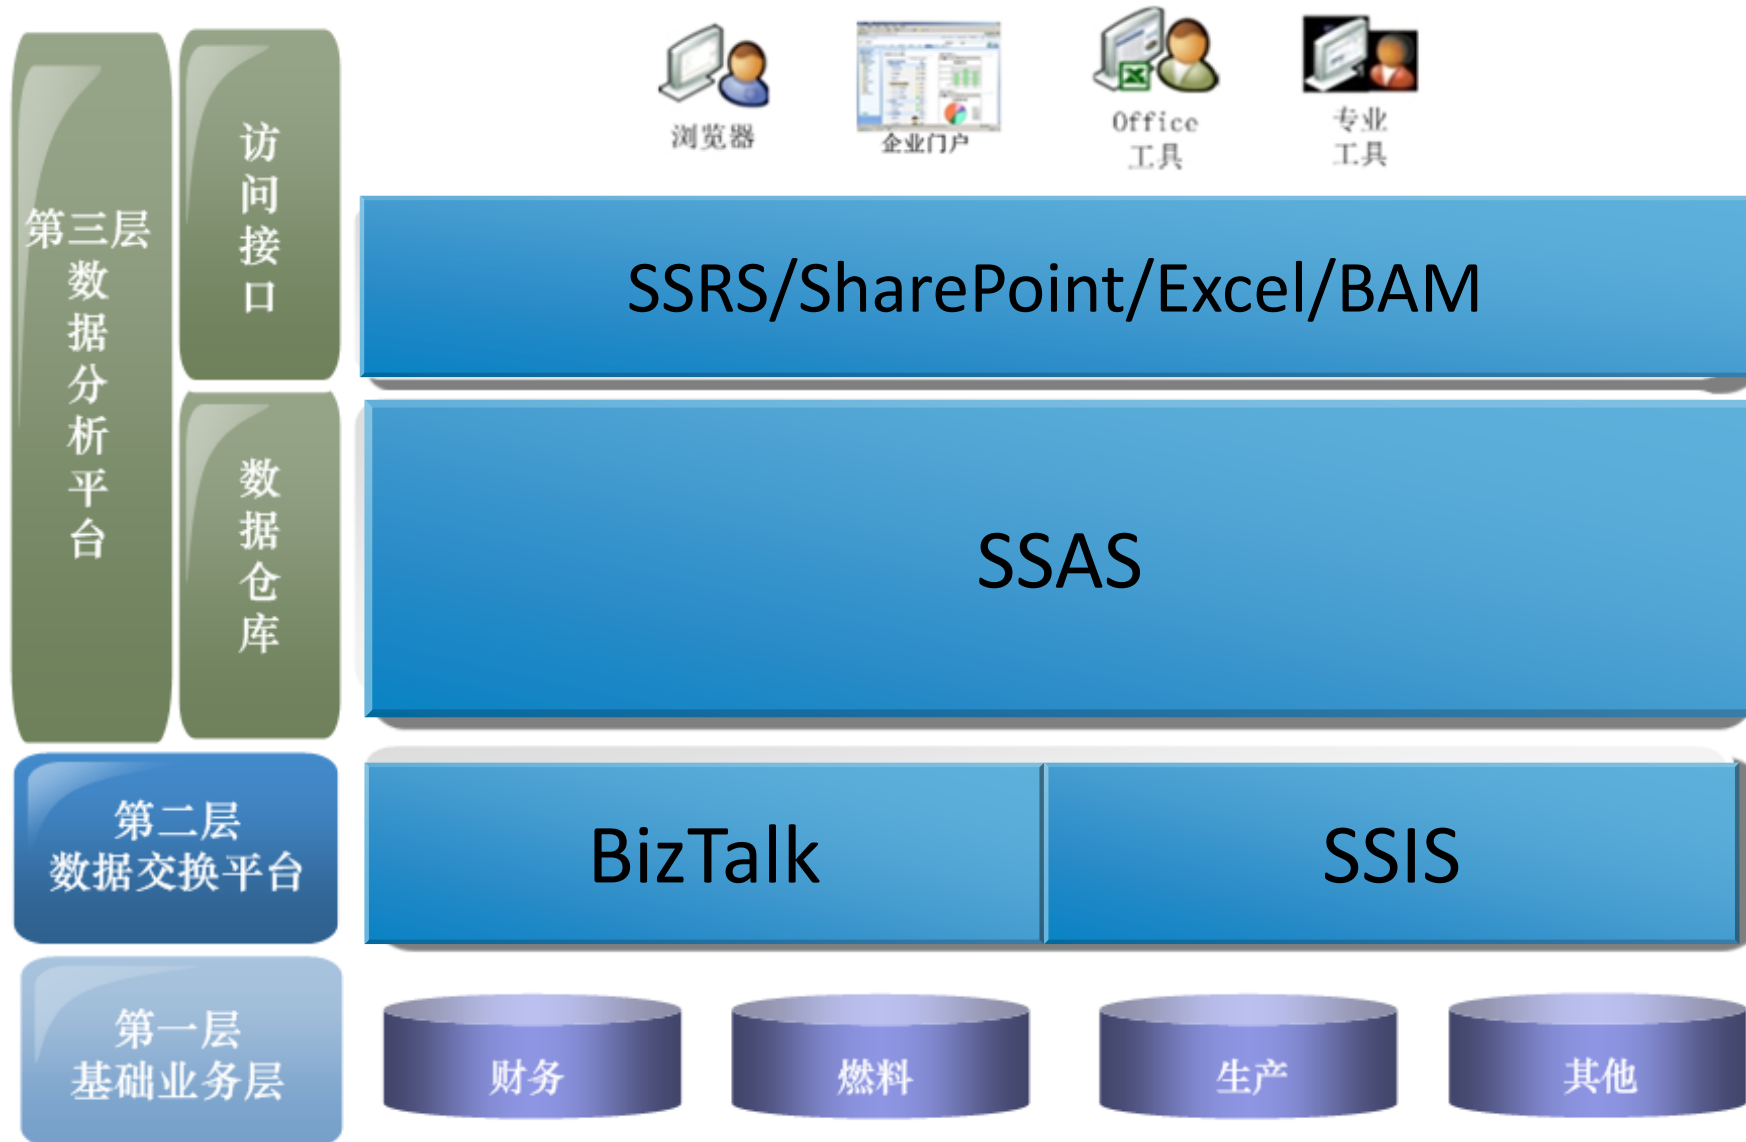 浏览器
企业门户
Office
工具
专业
工具
第三层
数据分析平台
访问接口
SSRS/SharePoint/Excel/BAM
数据仓库
SSAS
第二层
数据交换平台
BizTalk
SSIS
第一层
基础业务层
财务
燃料
生产
其他